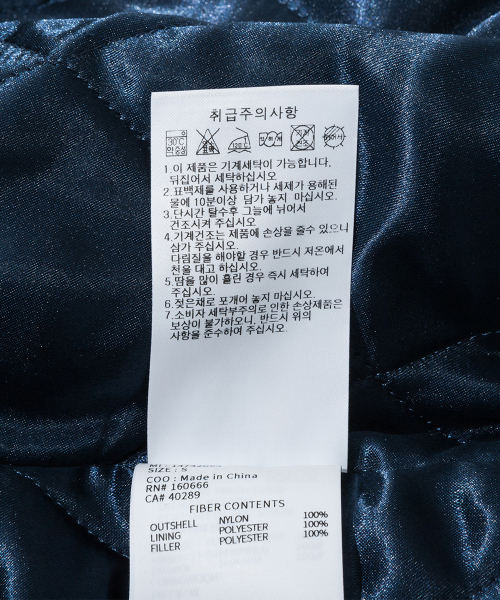 취급주의사항
30℃
약중성
1.이 제품은 기계세탁이 가능합니다.
뒤집어서 세탁하십시오
2.표백제를 사용하거나 세제가 용해된
물에 10분이상 담가 놓지 마십시오.
3.단시간 탈수후 그늘에 뉘어서
건조시켜 주십시오.
4.기계건조는 제품에 손상을 줄수 있으니
삼가 주십시오.
다림질을 해야할 경우 반드시 저온에서
천을 대고 하십시오.
5.땀을 많이 흘린 경우 즉시 세탁하여
주십시오.
6.젖은채로 포개어 놓지 마십시오.
7.소비자 세탁부주의로 인한 손상제품은
보상이 불가하오니, 반드시 위의
사항을 준수하여 주십시오.
SIZE : S
COO : Made in China
RN# 160666
CA# 40289
FIBER CONTENTS
OUTSHELL NYLON 100%
LINING POLYESTER 100%
FILLER POLYESTER 100%